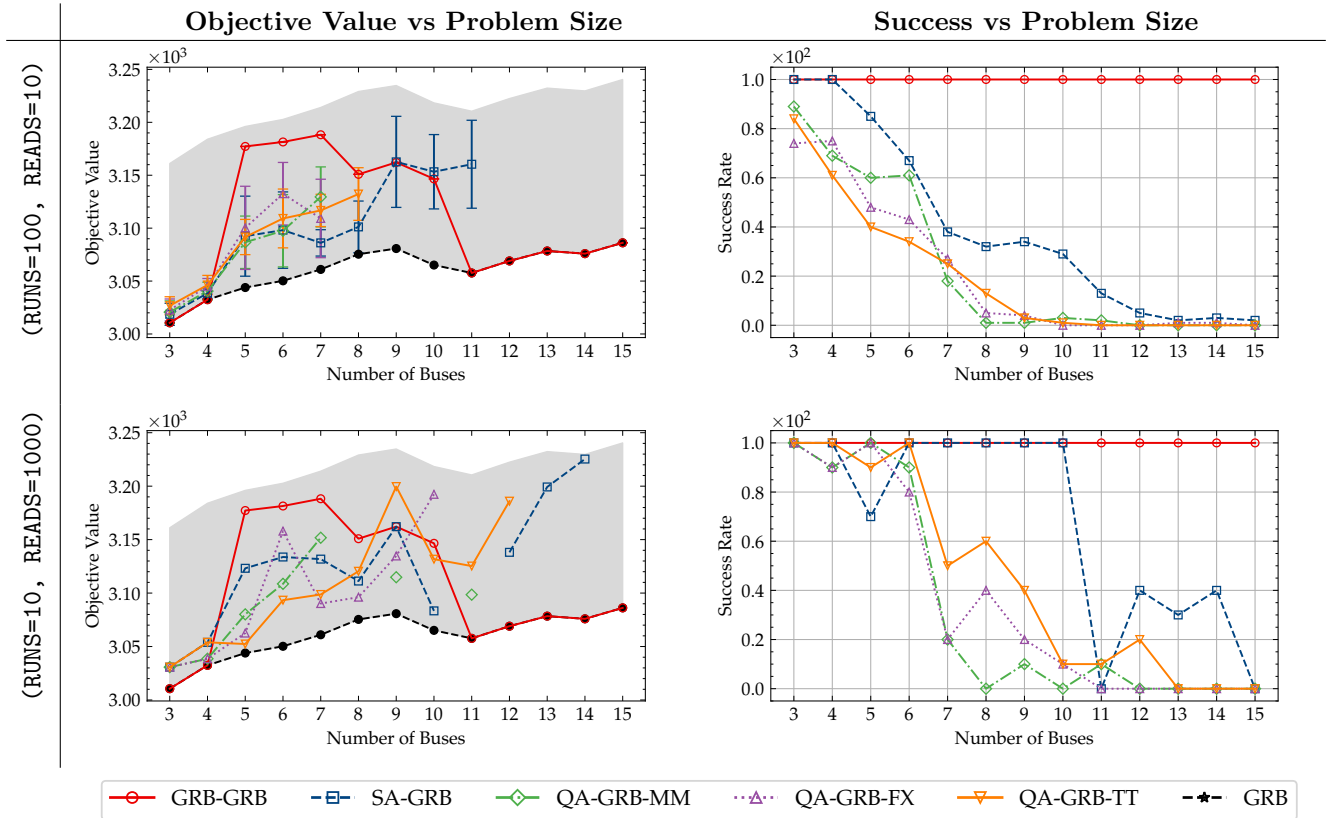 Objective Value vs Problem Size
Success vs Problem Size
(RUNS=100, READS=10)
×10³
3.25
3.20
3.15
3.10
3.05
3.00
Objective Value
3 4 5 6 7 8 9 10 11 12 13 14 15
Number of Buses
×10²
1.0
0.8
0.6
0.4
0.2
0.0
Success Rate
3 4 5 6 7 8 9 10 11 12 13 14 15
Number of Buses
(RUNS=10, READS=1000)
×10³
3.25
3.20
3.15
3.10
3.05
3.00
Objective Value
3 4 5 6 7 8 9 10 11 12 13 14 15
Number of Buses
×10²
1.0
0.8
0.6
0.4
0.2
0.0
Success Rate
3 4 5 6 7 8 9 10 11 12 13 14 15
Number of Buses
GRB-GRB SA-GRB QA-GRB-MM QA-GRB-FX QA-GRB-TT GRB